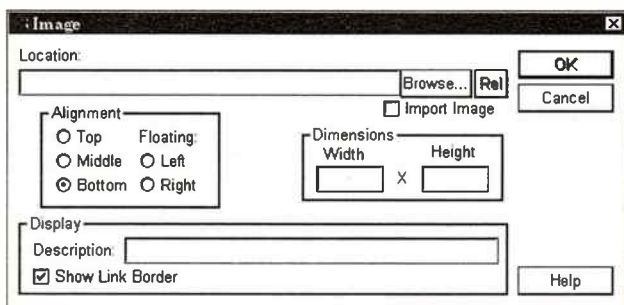 Image
Location:
OK
Browse... Rel
Cancel
Import Image
Alignment
Top Floating:
Middle Left
Bottom Right
Dimensions
Width Height
X
Display
Description:
Show Link Border
Help